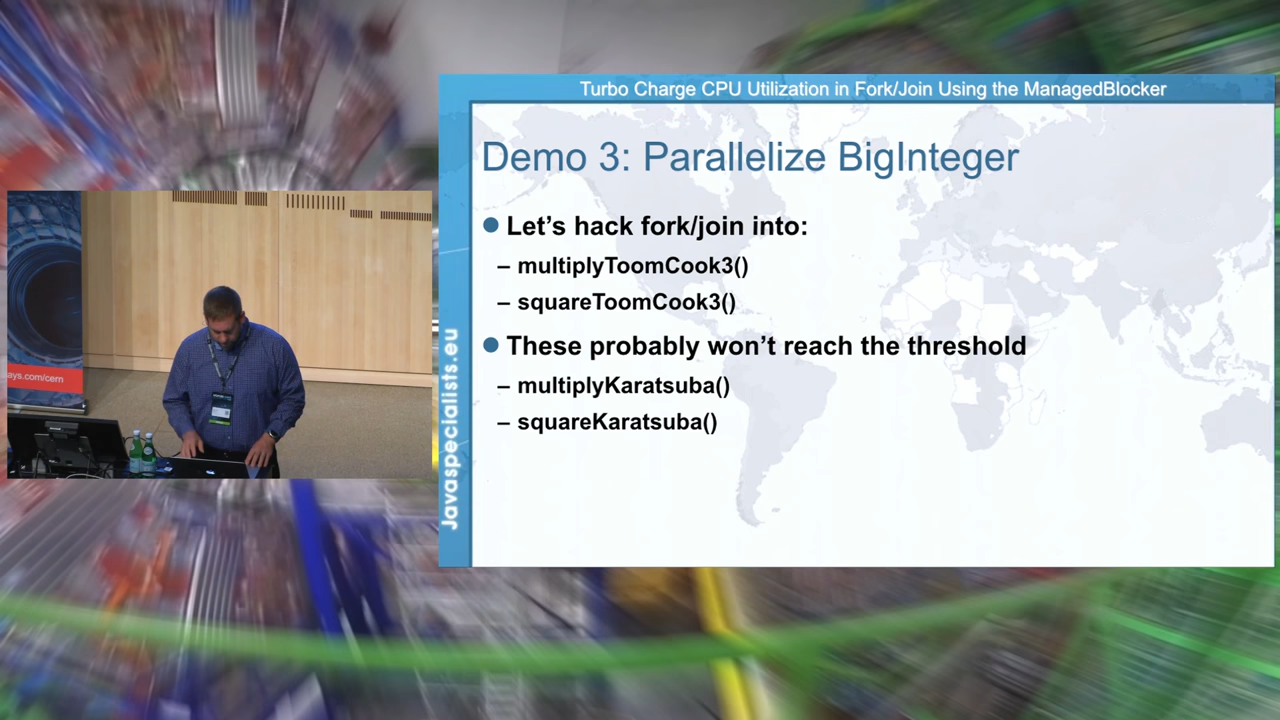 Turbo Charge CPU Utilization in Fork/Join Using the ManagedBlocker
Demo 3: Parallelize BigInteger
Let's hack fork/join into:
– multiplyToomCook3()
– squareToomCook3()
These probably won't reach the threshold
– multiplyKaratsuba()
– squareKaratsuba()
Javaspecialists.eu
ays.com/cern